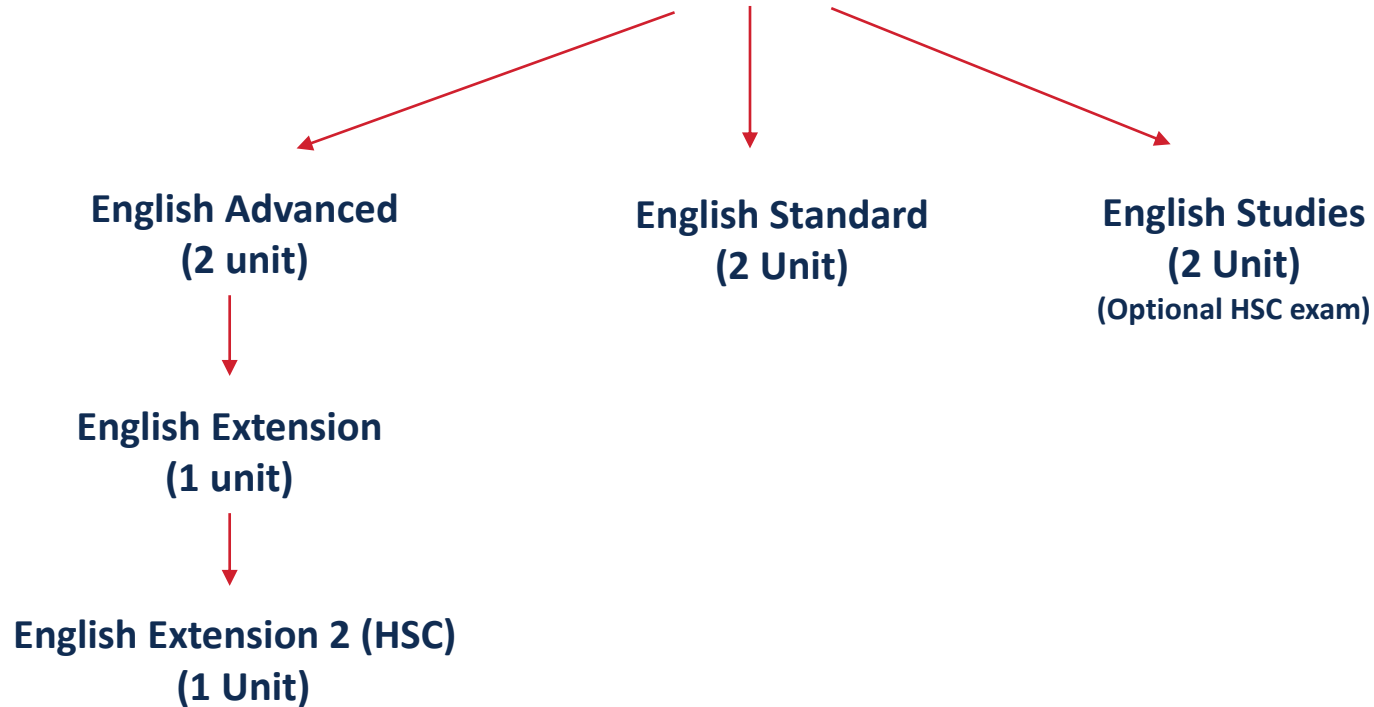 English Advanced
(2 unit)
English Standard
(2 Unit)
English Studies
(2 Unit)
(Optional HSC exam)
English Extension
(1 unit)
English Extension 2 (HSC)
(1 Unit)